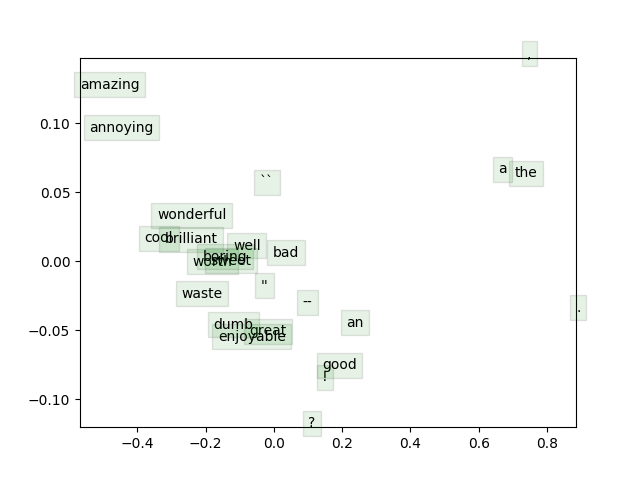 ,
amazing
0.10
annoying
a
the
``
0.05
wonderful
cool
brilliant
well
bad
boring
worth
sweet
0.00
"
waste
--
.
dumb
great
an
−0.05
enjoyable
good
!
−0.10
?
−0.4
−0.2
0.0
0.2
0.4
0.6
0.8